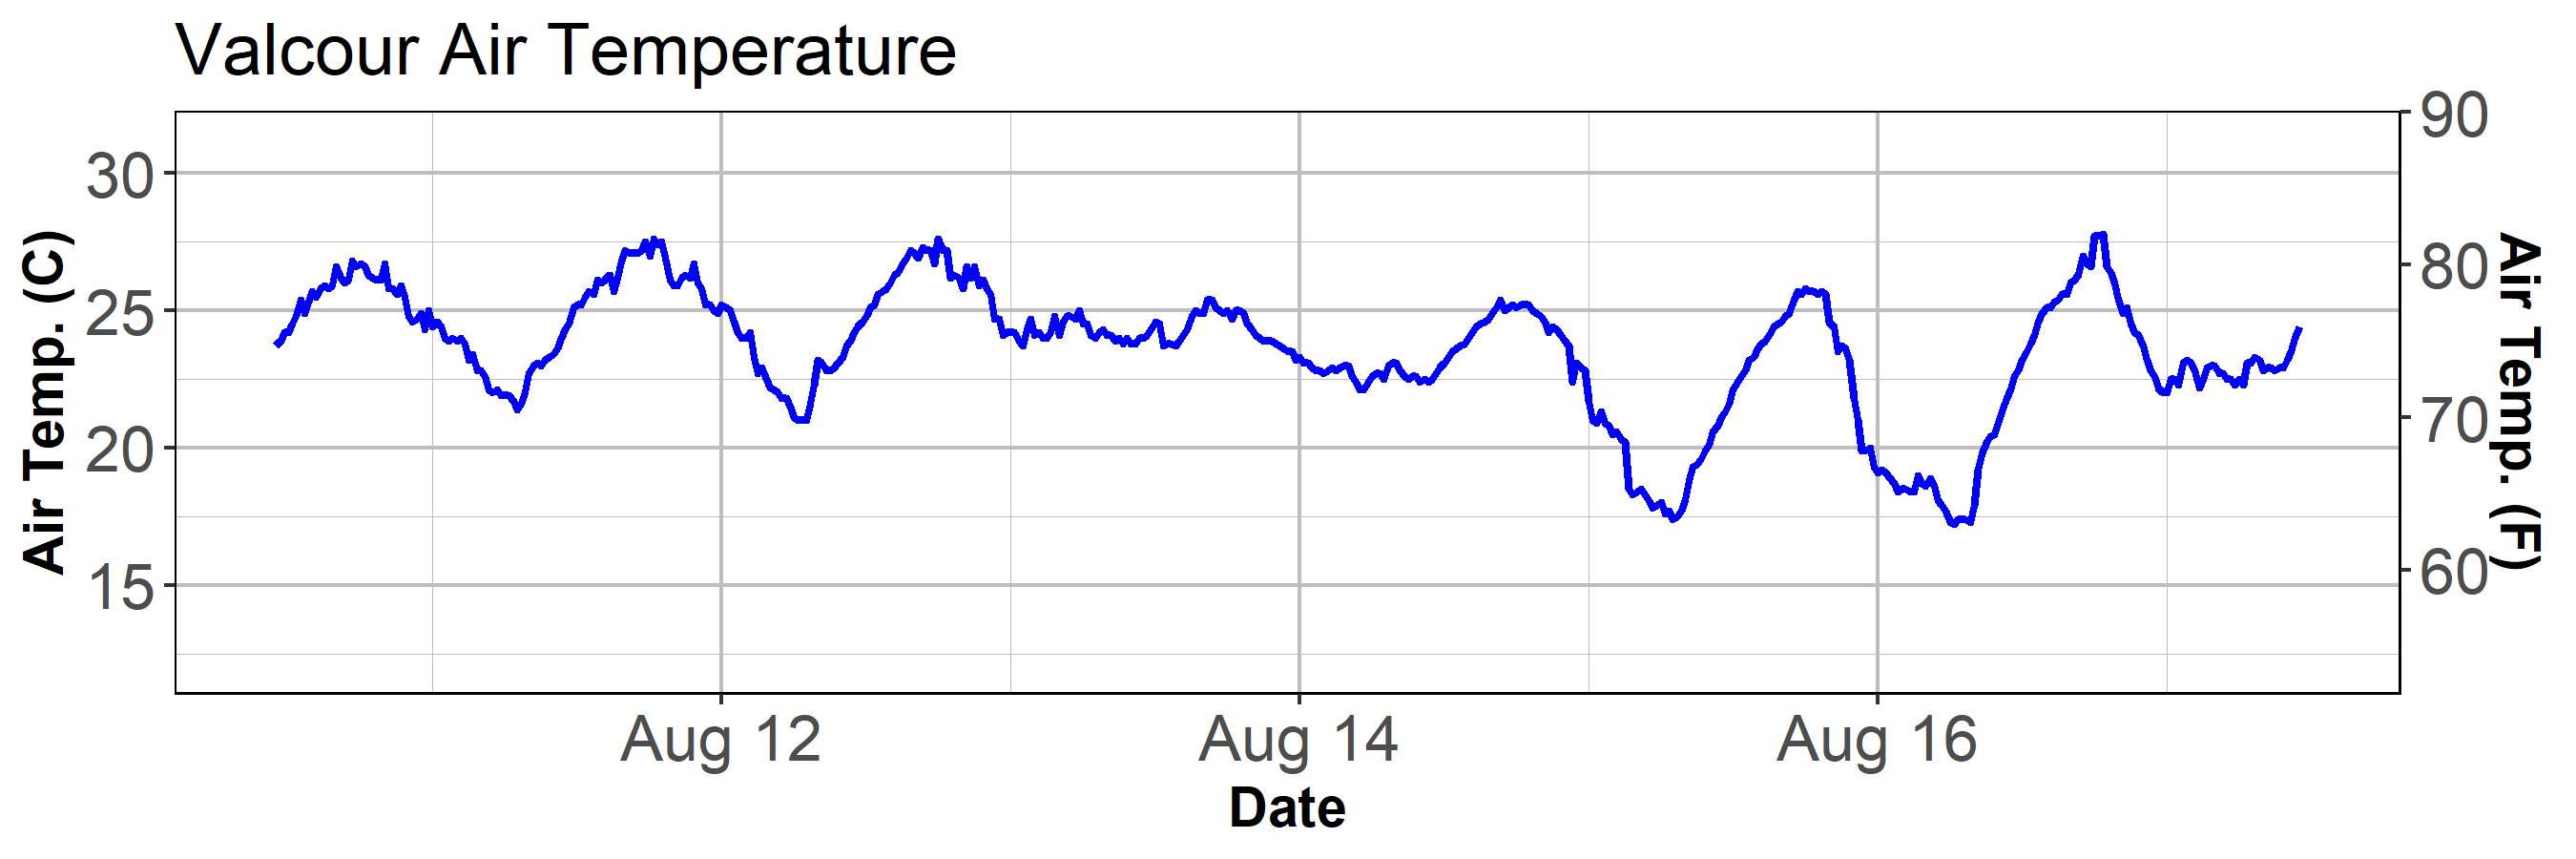 Valcour Air Temperature
Air Temp. (C)
30
25
20
15
90
80
70
60
Air Temp. (F)
Aug 12
Aug 14
Aug 16
Date